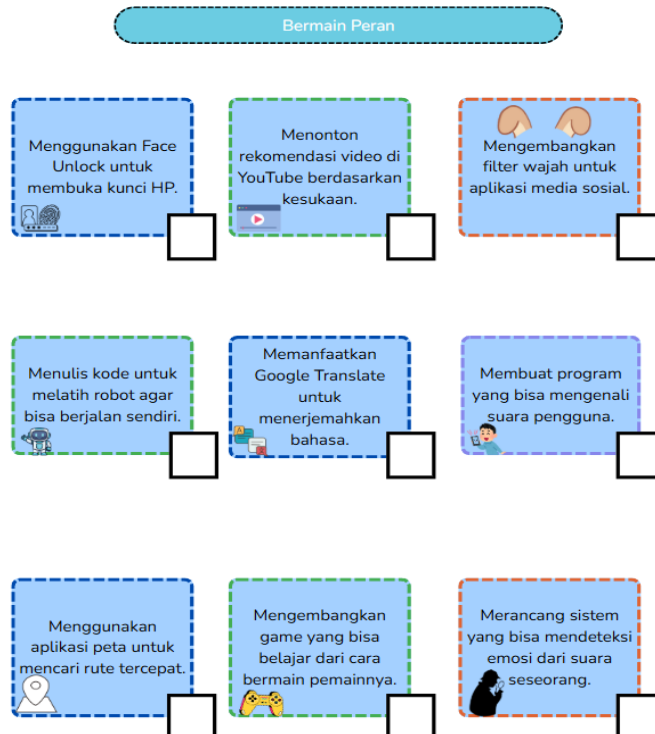 Bermain Peran
Menggunakan Face
Unlock untuk
membuka kunci HP.
Menonton
rekomendasi video di
YouTube berdasarkan
kesukaan.
Mengembangkan
filter wajah untuk
aplikasi media sosial.
Menulis kode untuk
melatih robot agar
bisa berjalan sendiri.
Memanfaatkan
Google Translate
untuk
menerjemahkan
bahasa.
Membuat program
yang bisa mengenali
suara pengguna.
Menggunakan
aplikasi peta untuk
mencari rute tercepat.
Mengembangkan
game yang bisa
belajar dari cara
bermain pemainnya.
Merancang sistem
yang bisa mendeteksi
emosi dari suara
seseorang.